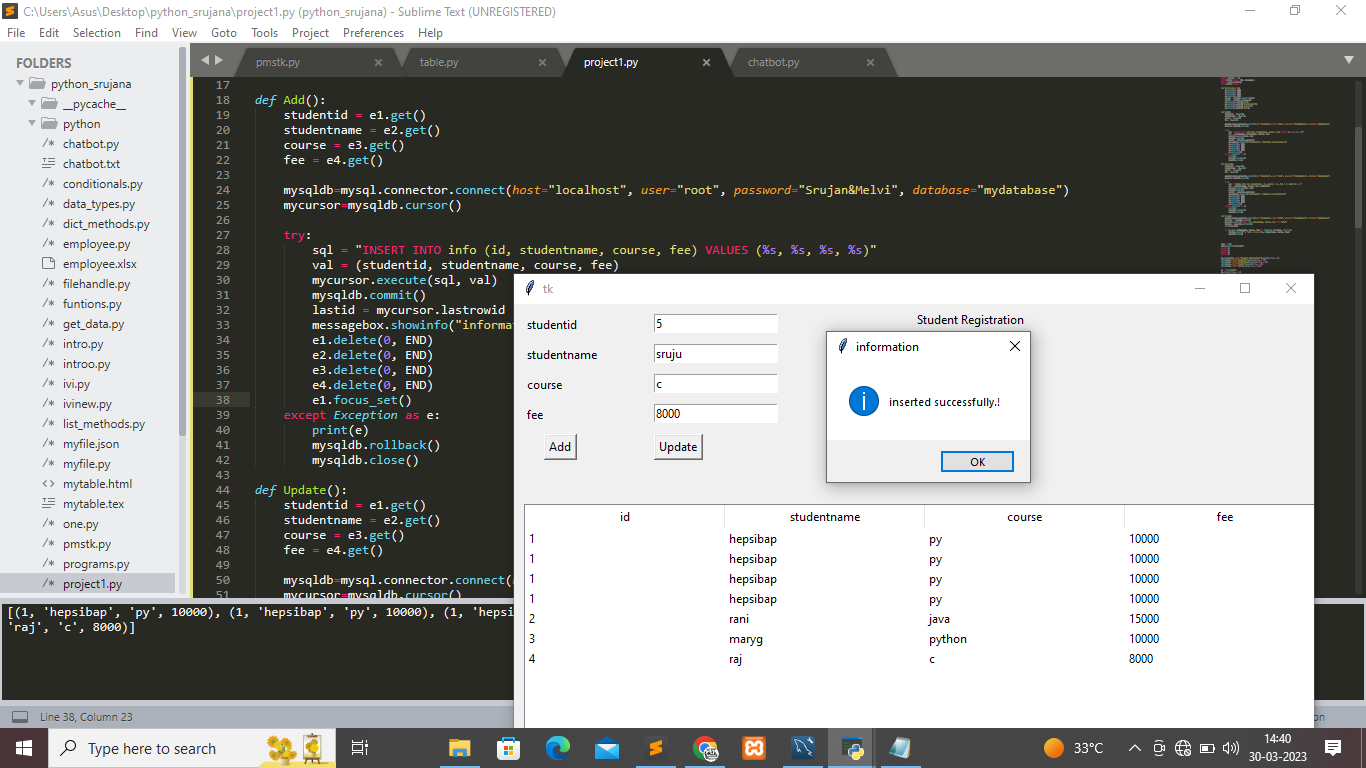 C:\Users\Asus\Desktop\python_srujana\project1.py (python_srujana) - Sublime Text (UNREGISTERED)
File Edit Selection Find View Goto Tools Project Preferences Help
FOLDERS
python_srujana
__pycache__
python
chatbot.py
chatbot.txt
conditionals.py
data_types.py
dict_methods.py
employee.py
employee.xlsx
filehandle.py
funtions.py
get_data.py
intro.py
introo.py
ivi.py
ivinew.py
list_methods.py
myfile.json
myfile.py
mytable.html
mytable.tex
one.py
pmstk.py
programs.py
project1.py
pmstk.py table.py project1.py chatbot.py
17
18 def Add():
19 studentid = e1.get()
20 studentname = e2.get()
21 course = e3.get()
22 fee = e4.get()
23
24 mysqldb=mysql.connector.connect(host="localhost", user="root", password="Srujan&Melvi", database="mydatabase")
25 mycursor=mysqldb.cursor()
26
27 try:
28 sql = "INSERT INTO info (id, studentname, course, fee) VALUES (%s, %s, %s, %s)"
29 val = (studentid, studentname, course, fee)
30 mycursor.execute(sql, val)
31 mysqldb.commit()
32 lastid = mycursor.lastrowid
33 messagebox.showinfo("informat
34 e1.delete(0, END)
35 e2.delete(0, END)
36 e3.delete(0, END)
37 e4.delete(0, END)
38 e1.focus_set()
39 except Exception as e:
40 print(e)
41 mysqldb.rollback()
42 mysqldb.close()
43
44 def Update():
45 studentid = e1.get()
46 studentname = e2.get()
47 course = e3.get()
48 fee = e4.get()
49
50 mysqldb=mysql.connector.connect(
51 mycursor=mysqldb.cursor()
tk
Student Registration
studentid 5
studentname sruju
course c
fee 8000
Add Update
information
inserted successfully.!
OK
id studentname course fee
1 hepsibap py 10000
1 hepsibap py 10000
1 hepsibap py 10000
1 hepsibap py 10000
2 rani java 15000
3 maryg python 10000
4 raj c 8000
[(1, 'hepsibap', 'py', 10000), (1, 'hepsibap', 'py', 10000), (1, 'hepsi
'raj', 'c', 8000)]
Line 38, Column 23
on
Type here to search
33°C
14:40
30-03-2023